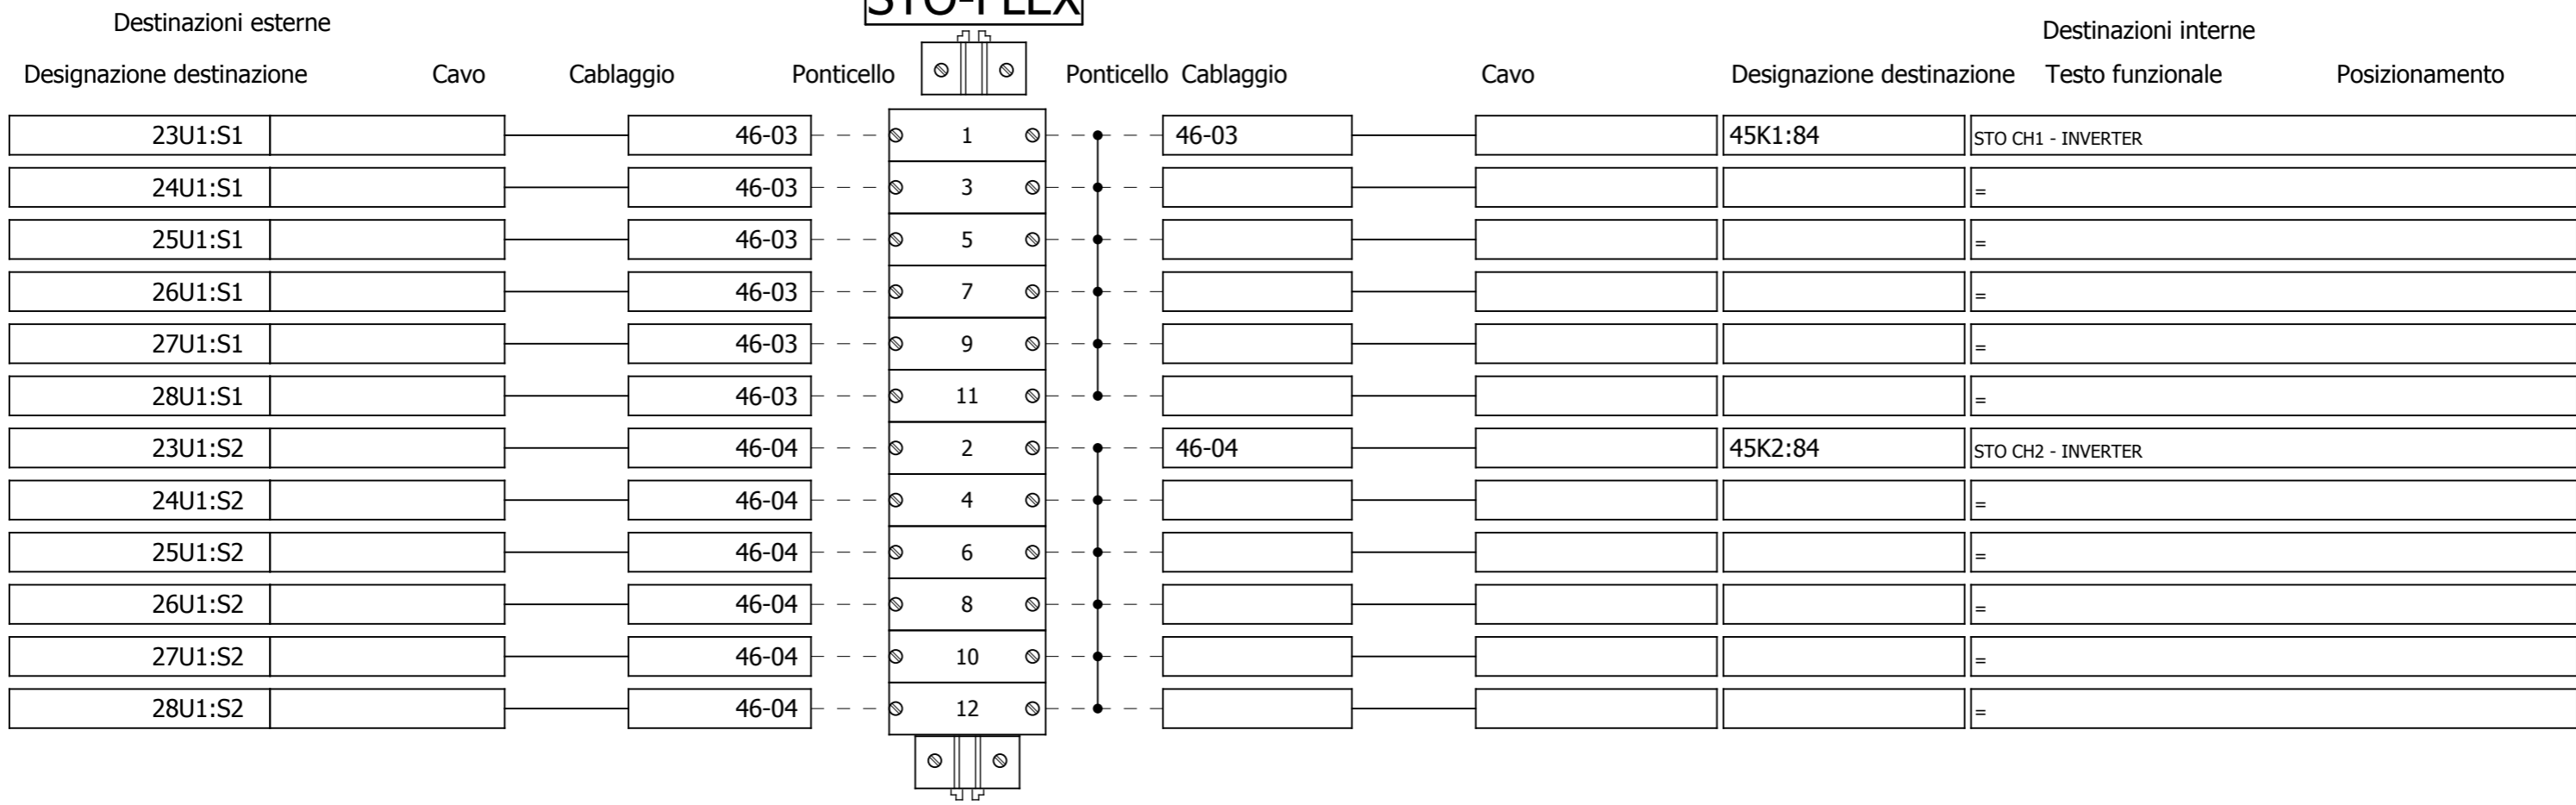 STO-FLEX
Destinazioni esterne
Destinazioni interne
Designazione destinazione Cavo Cablaggio Ponticello Ponticello Cablaggio Cavo Designazione destinazione Testo funzionale Posizionamento
23U1:S1 46-03 1 46-03 45K1:84 STO CH1 - INVERTER
24U1:S1 46-03 3 =
25U1:S1 46-03 5 =
26U1:S1 46-03 7 =
27U1:S1 46-03 9 =
28U1:S1 46-03 11 =
23U1:S2 46-04 2 46-04 45K2:84 STO CH2 - INVERTER
24U1:S2 46-04 4 =
25U1:S2 46-04 6 =
26U1:S2 46-04 8 =
27U1:S2 46-04 10 =
28U1:S2 46-04 12 =